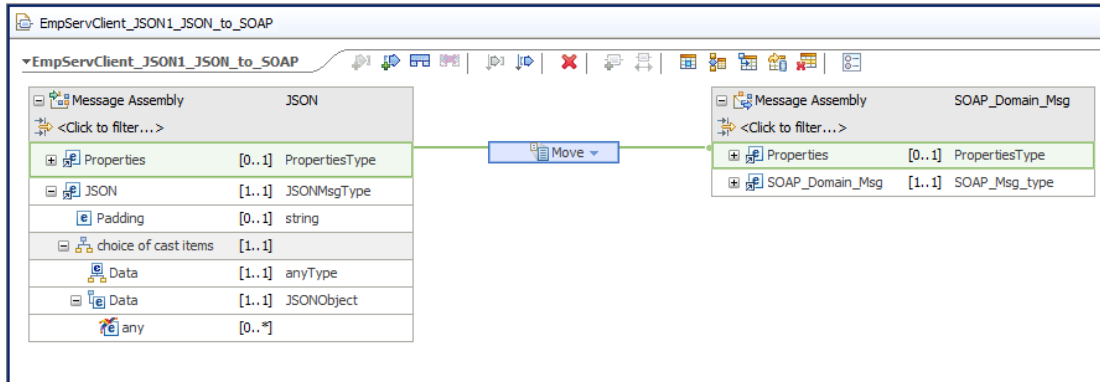 EmpServClient_JSON1_JSON_to_SOAP
EmpServClient_JSON1_JSON_to_SOAP
Message Assembly JSON
<Click to filter...>
Properties [0..1] PropertiesType
JSON [1..1] JSONMsgType
Padding [0..1] string
choice of cast items [1..1]
Data [1..1] anyType
Data [1..1] JSONObject
any [0..*]
Move
Message Assembly SOAP_Domain_Msg
<Click to filter...>
Properties [0..1] PropertiesType
SOAP_Domain_Msg [1..1] SOAP_Msg_type